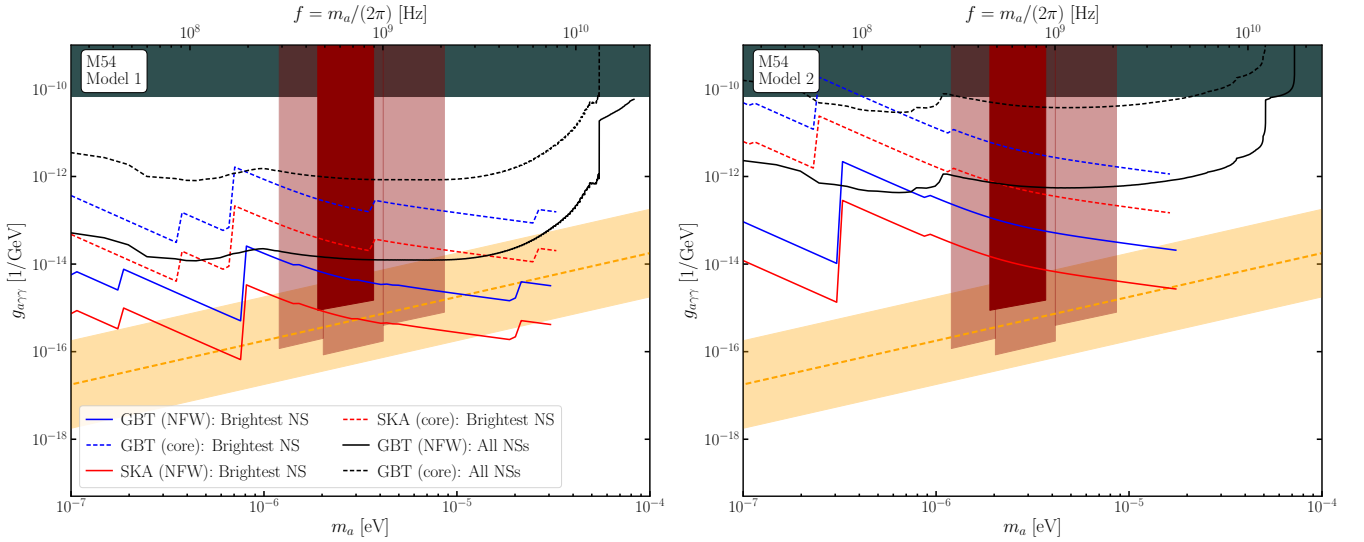 f = m_a/(2π) [Hz]
10^8 10^9 10^10
M54
Model 1
g_{aγγ} [1/GeV]
10^{-10}
10^{-12}
10^{-14}
10^{-16}
10^{-18}
GBT (NFW): Brightest NS
GBT (core): Brightest NS
SKA (NFW): Brightest NS
SKA (core): Brightest NS
GBT (NFW): All NSs
GBT (core): All NSs
10^{-7} 10^{-6} 10^{-5} 10^{-4}
m_a [eV]
f = m_a/(2π) [Hz]
10^8 10^9 10^10
M54
Model 2
g_{aγγ} [1/GeV]
10^{-10}
10^{-12}
10^{-14}
10^{-16}
10^{-18}
10^{-7} 10^{-6} 10^{-5} 10^{-4}
m_a [eV]